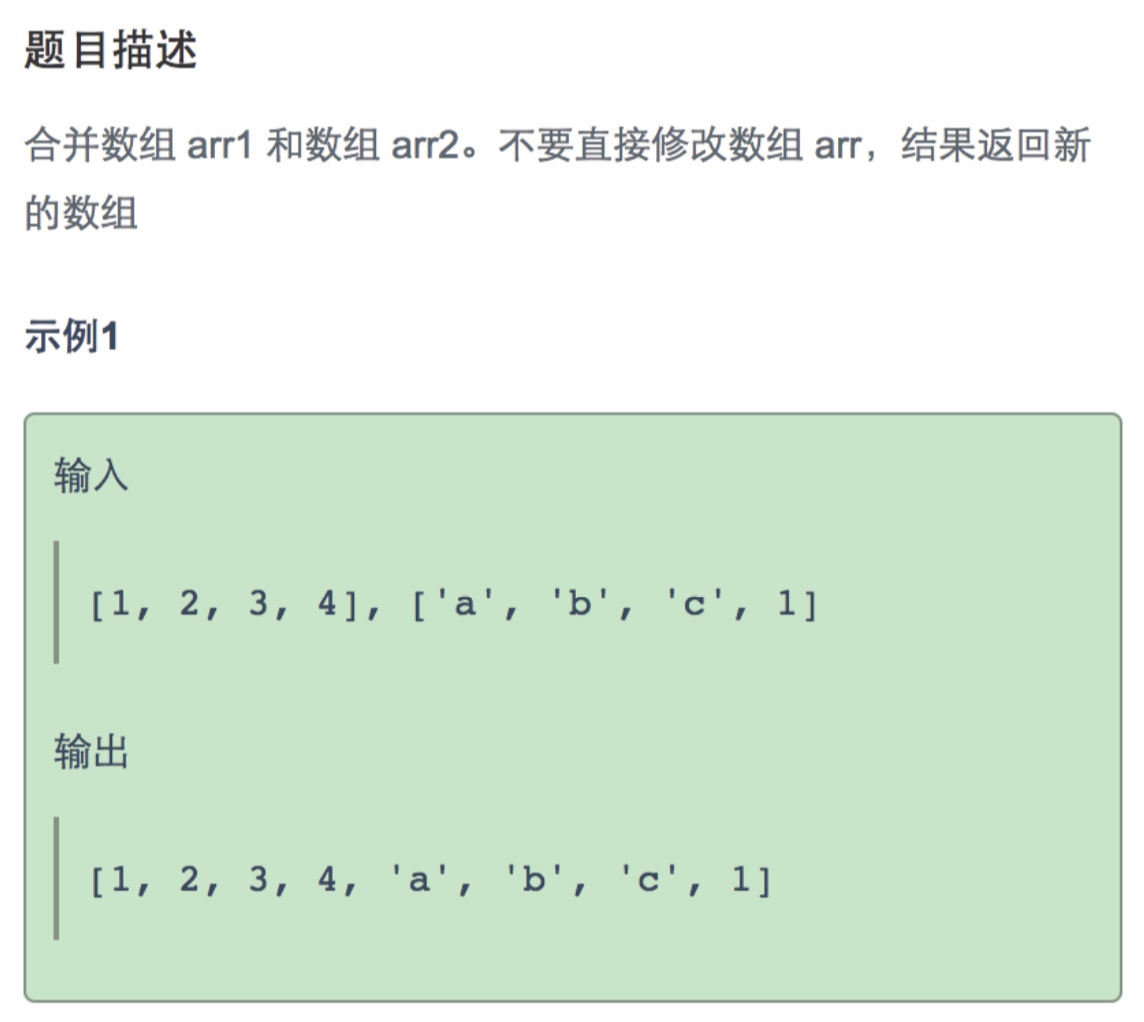 题目描述
合并数组 arr1 和数组 arr2。不要直接修改数组 arr，结果返回新
的数组
示例1
输入
[1, 2, 3, 4], ['a', 'b', 'c', 1]
输出
[1, 2, 3, 4, 'a', 'b', 'c', 1]